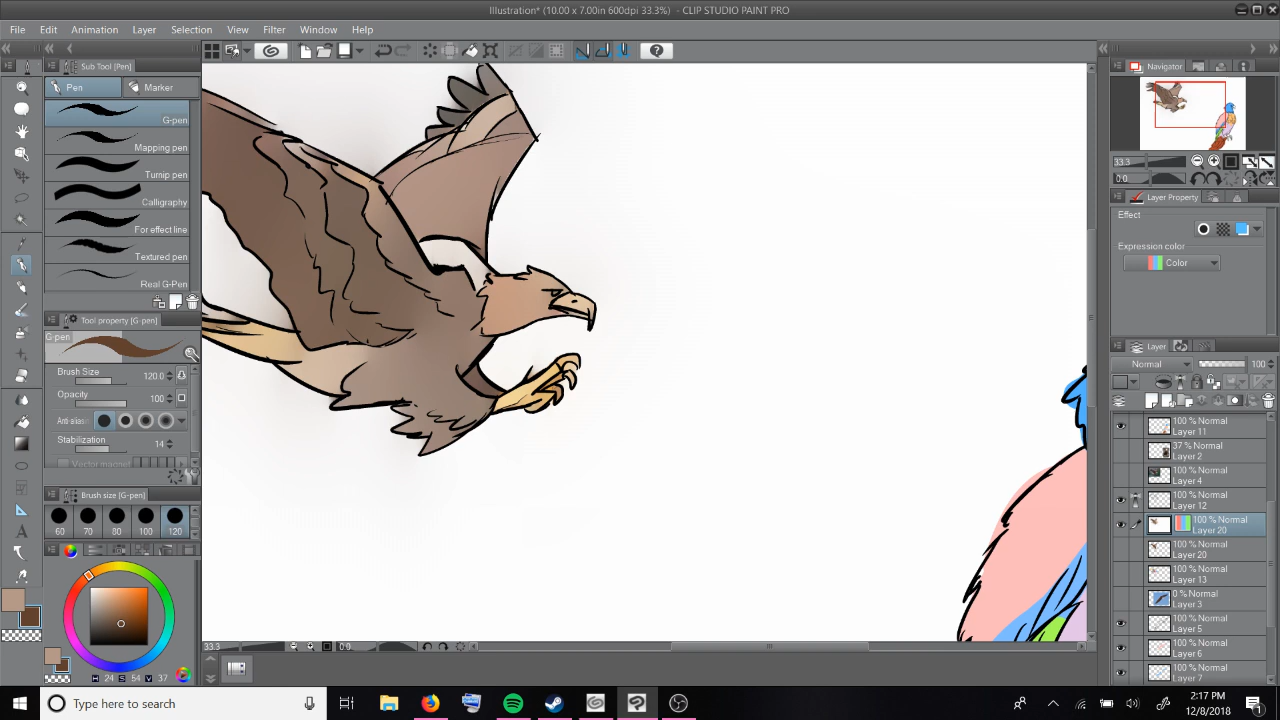 Illustration* (10.00 x 7.00in 600dpi 33.3%) - CLIP STUDIO PAINT PRO
File Edit Animation Layer Selection View Filter Window Help
Sub Tool [Pen]
Pen Marker
G-pen
Mapping pen
Turnip pen
Calligraphy
For effect line
Textured pen
Real G-Pen
Tool property [G-pen]
G-pen
Brush Size 120.0
Opacity 100
Anti-alias
Stabilization 14
Vector magnet
Brush size [G-pen]
60 70 80 100 120
H 24 S 54 V 37
33.3 0.0
Navigator
33.3
0.0
Layer Property
Effect
Expression color
Color
Layer
Normal 100
100 % Normal
Layer 11
37 % Normal
Layer 2
100 % Normal
Layer 4
100 % Normal
Layer 12
100 % Normal
Layer 20
100 % Normal
Layer 20
100 % Normal
Layer 13
0 % Normal
Layer 3
100 % Normal
Layer 5
100 % Normal
Layer 6
100 % Normal
Layer 7
Type here to search
2:17 PM
12/8/2018